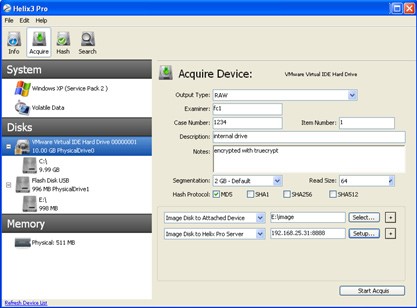 Helix3 Pro
File Edit Help
Info Acquire Hash Search
System
Windows XP (Service Pack 2 )
Volatile Data
Disks
VMware Virtual IDE Hard Drive 00000001
10.00 GB PhysicalDrive0
C:\
9.99 GB
Flash Disk USB
996 MB PhysicalDrive1
E:\
998 MB
Memory
Physical: 511 MB
Refresh Device List
Acquire Device: VMware Virtual IDE Hard Drive
Output Type: RAW
Examiner: fc1
Case Number: 1234 Item Number: 1
Description: internal drive
Notes: encrypted with truecrypt
Segmentation: 2 GB - Default Read Size: 64
Hash Protocol: MD5 SHA1 SHA256 SHA512
Image Disk to Attached Device E:\image Select... +
Image Disk to Helix Pro Server 192.168.25.31:8888 Setup... +
Start Acquis